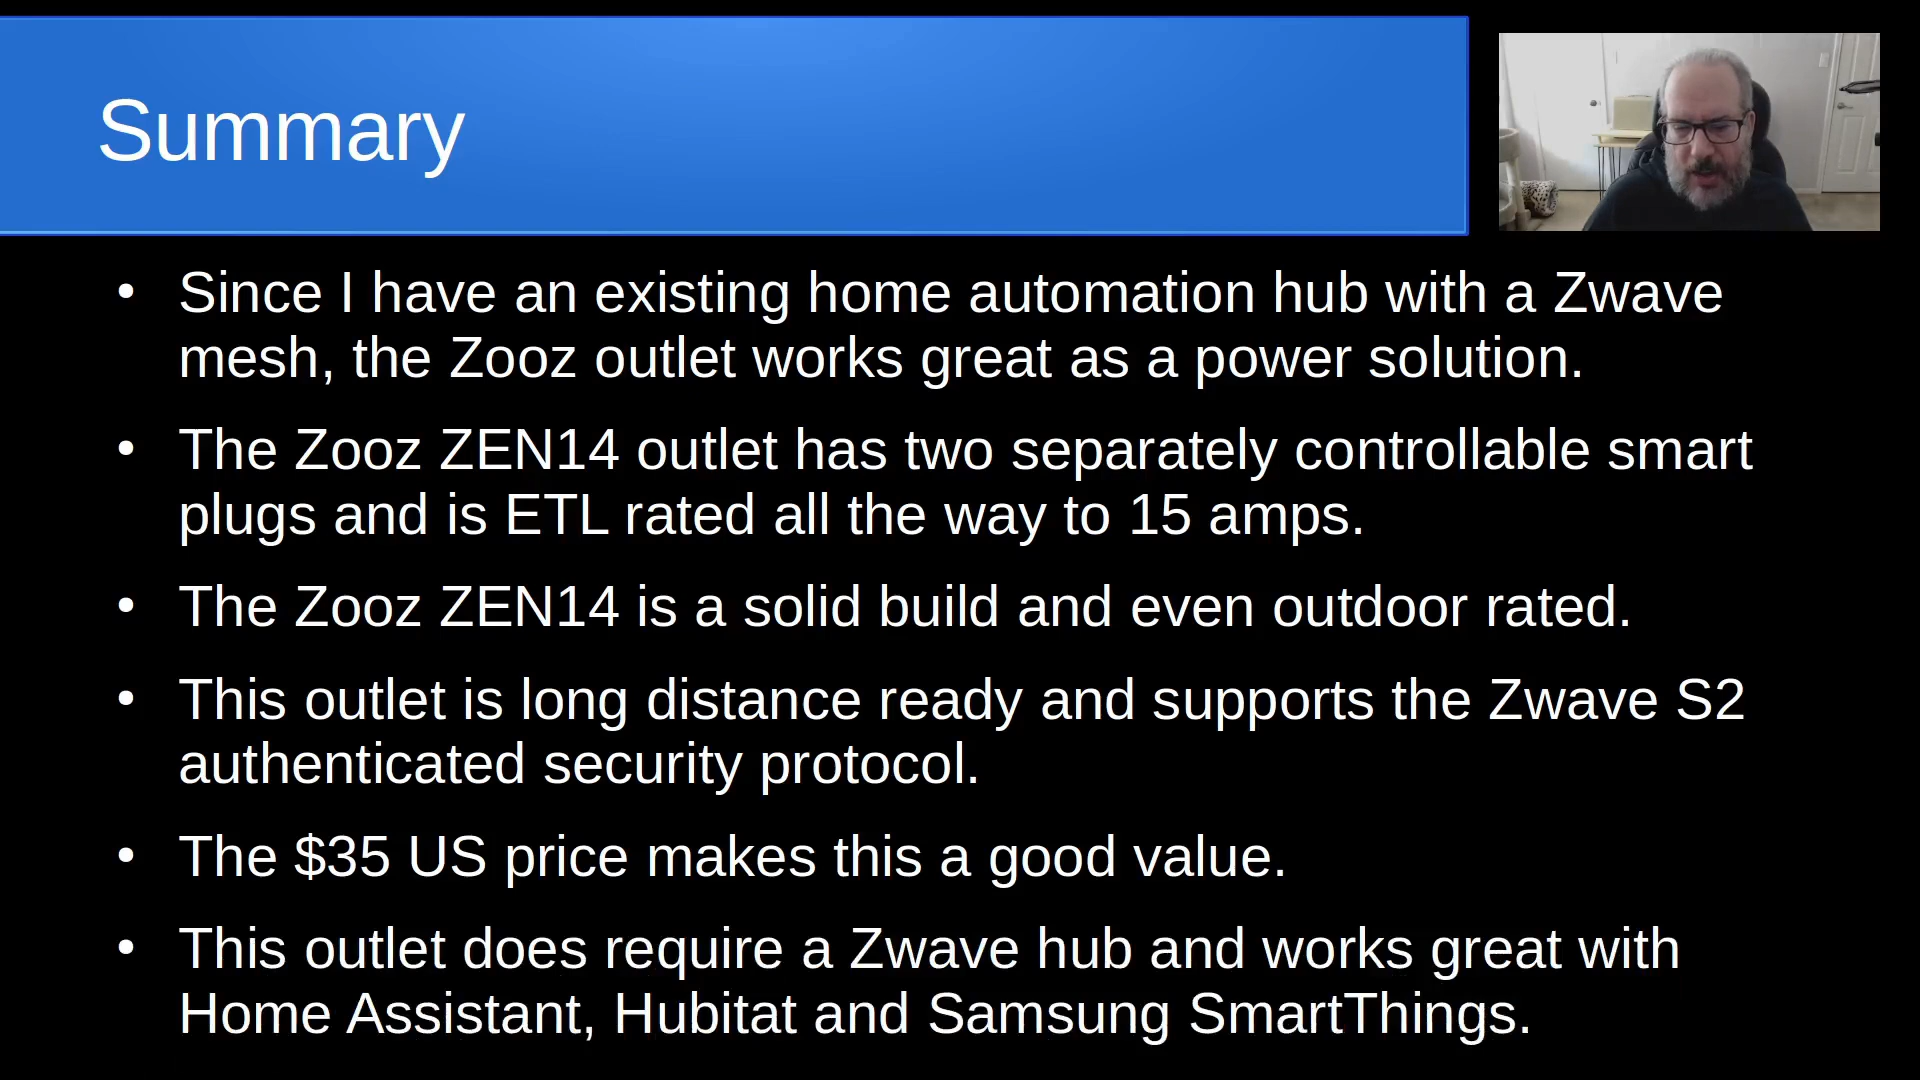 Summary
• Since I have an existing home automation hub with a Zwave
mesh, the Zooz outlet works great as a power solution.
• The Zooz ZEN14 outlet has two separately controllable smart
plugs and is ETL rated all the way to 15 amps.
• The Zooz ZEN14 is a solid build and even outdoor rated.
• This outlet is long distance ready and supports the Zwave S2
authenticated security protocol.
• The $35 US price makes this a good value.
• This outlet does require a Zwave hub and works great with
Home Assistant, Hubitat and Samsung SmartThings.